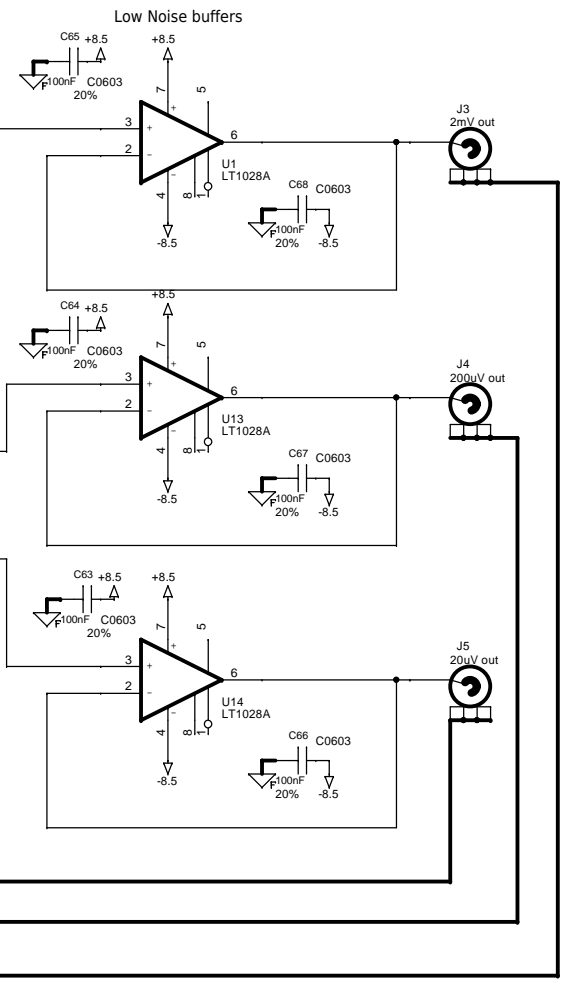 Low Noise buffers
C65 +8.5 +8.5
100nF C0603
20%
F
7
5
3 +
2 −
6
U1
LT1028A
4
8
1
-8.5
C68 C0603
100nF
20% -8.5
F
J3
2mV out
C64 +8.5 +8.5
100nF C0603
20%
F
7
5
3 +
2 −
6
U13
LT1028A
4
8
1
-8.5
C67 C0603
100nF
20% -8.5
F
J4
200uV out
C63 +8.5 +8.5
100nF C0603
20%
F
7
5
3 +
2 −
6
U14
LT1028A
4
8
1
-8.5
C66 C0603
100nF
20% -8.5
F
J5
20uV out